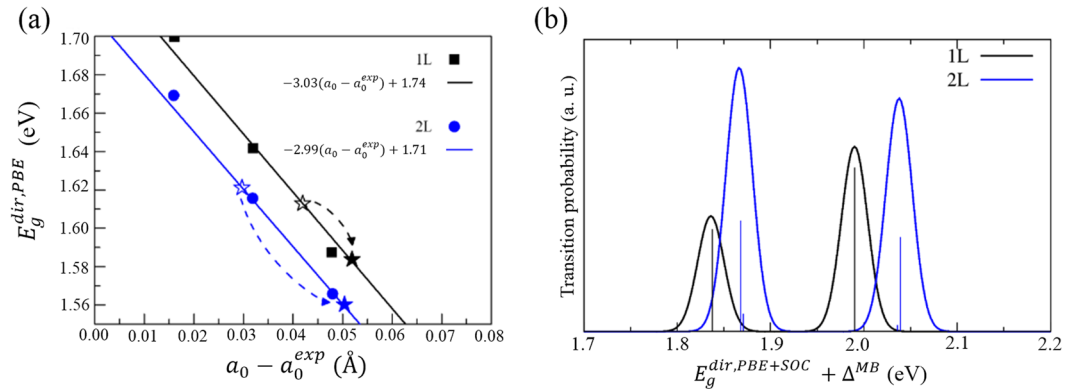 (a)
1.70
1.68
1.66
1.64
1.62
1.60
1.58
1.56
E_g^{dir,PBE} (eV)
1L
−3.03(a_0 − a_0^{exp}) + 1.74
2L
−2.99(a_0 − a_0^{exp}) + 1.71
0.00 0.01 0.02 0.03 0.04 0.05 0.06 0.07 0.08
a_0 − a_0^{exp} (Å)
(b)
Transition probability (a. u.)
1L
2L
1.7 1.8 1.9 2.0 2.1 2.2
E_g^{dir,PBE+SOC} + Δ^{MB} (eV)